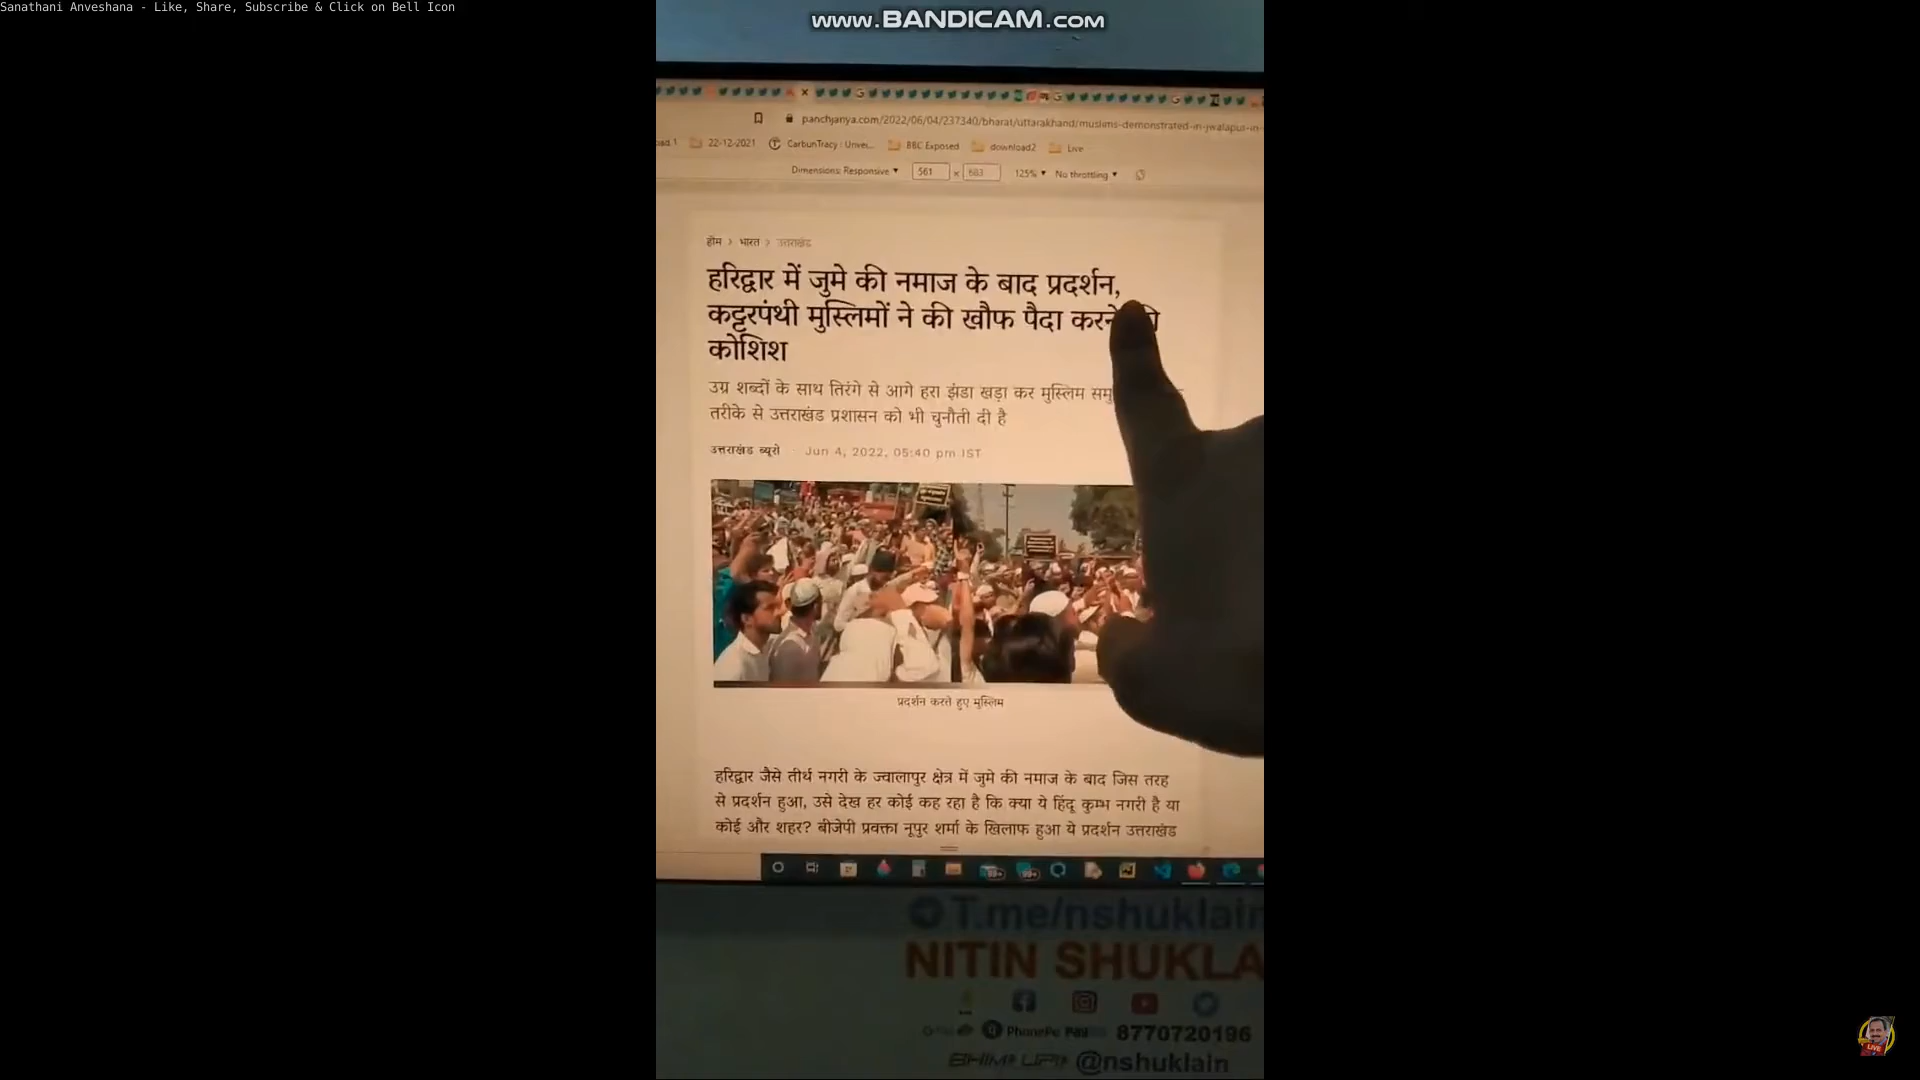 Sanathani Anveshana - Like, Share, Subscribe & Click on Bell Icon
www.BANDICAM.com
panchjanya.com/2022/06/04/237340/bharat/uttarakhand/muslims-demonstrated-in-jwalapur-in-
22-12-2021 CarbunTracy : Unvei... BBC Exposed download2 Live
Dimensions: Responsive 561 × 683 125% No throttling
होम › भारत › उत्तराखंड
हरिद्वार में जुमे की नमाज के बाद प्रदर्शन,
कट्टरपंथी मुस्लिमों ने की खौफ पैदा करने
कोशिश
उग्र शब्दों के साथ तिरंगे से आगे हरा झंडा खड़ा कर मुस्लिम
तरीके से उत्तराखंड प्रशासन को भी चुनौती दी है
उत्तराखंड ब्यूरो Jun 4, 2022, 05:40 pm IST
प्रदर्शन करते हुए मुस्लिम
हरिद्वार जैसे तीर्थ नगरी के ज्वालापुर क्षेत्र में जुमे की नमाज के बाद जिस तरह
से प्रदर्शन हुआ, उसे देख हर कोई कह रहा है कि क्या ये हिंदू कुम्भ नगरी है या
कोई और शहर? बीजेपी प्रवक्ता नूपुर शर्मा के खिलाफ हुआ ये प्रदर्शन उत्तराखंड
T.me/nshuklain
NITIN SHUKLA
PhonePe Pay 8770720196
BHIM UPI @nshuklain
LIVE